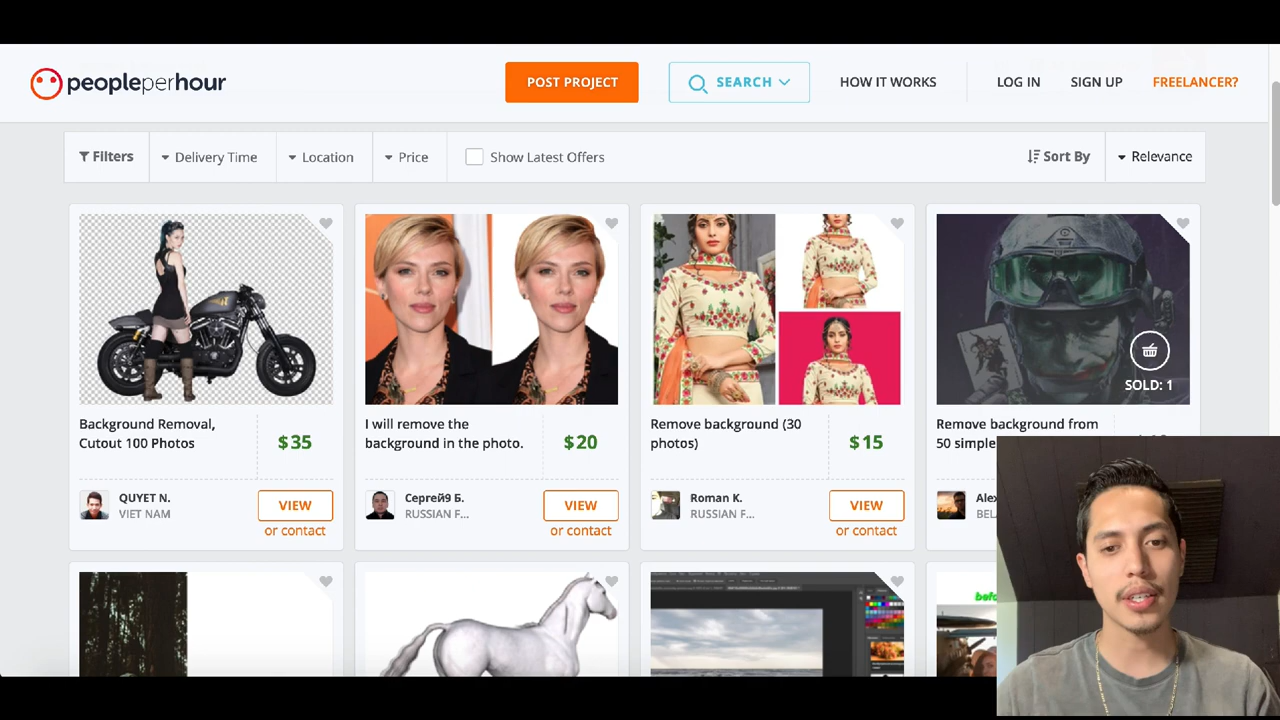 peopleperhour
POST PROJECT
SEARCH
HOW IT WORKS
LOG IN
SIGN UP
FREELANCER?
Filters
Delivery Time
Location
Price
Show Latest Offers
Sort By
Relevance
Background Removal,
Cutout 100 Photos
$35
QUYET N.
VIET NAM
VIEW
or contact
I will remove the
background in the photo.
$20
Сергей9 Б.
RUSSIAN F...
VIEW
or contact
Remove background (30
photos)
$15
Roman K.
RUSSIAN F...
VIEW
or contact
SOLD: 1
Remove background from
50 simple